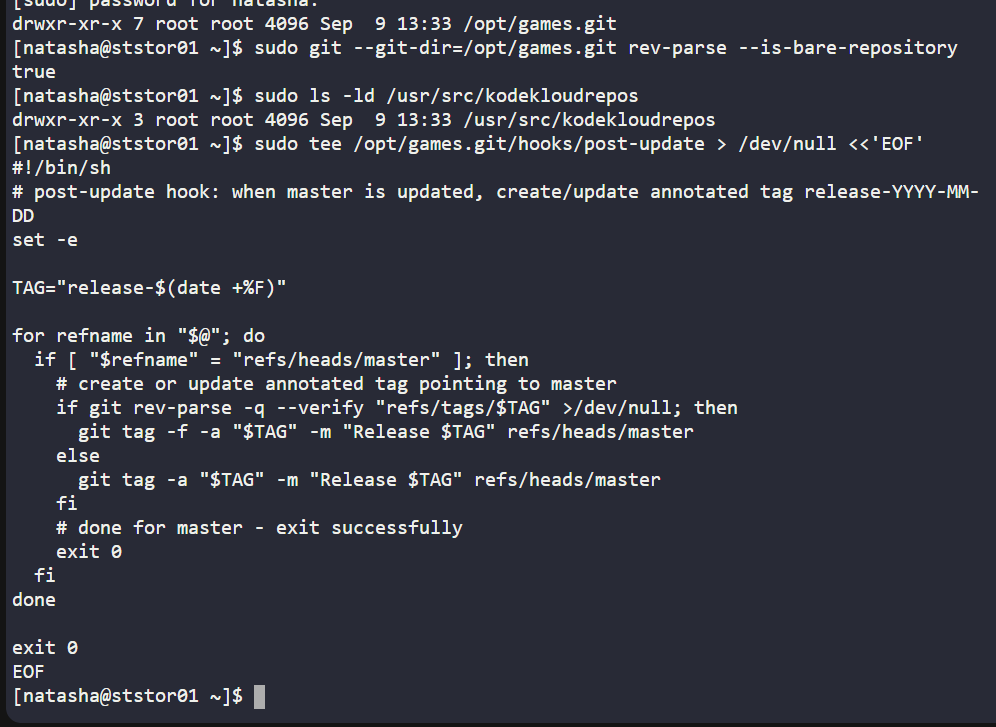 [sudo] password for natasha:
drwxr-xr-x 7 root root 4096 Sep  9 13:33 /opt/games.git
[natasha@ststor01 ~]$ sudo git --git-dir=/opt/games.git rev-parse --is-bare-repository
true
[natasha@ststor01 ~]$ sudo ls -ld /usr/src/kodekloudrepos
drwxr-xr-x 3 root root 4096 Sep  9 13:33 /usr/src/kodekloudrepos
[natasha@ststor01 ~]$ sudo tee /opt/games.git/hooks/post-update > /dev/null <<'EOF'
#!/bin/sh
# post-update hook: when master is updated, create/update annotated tag release-YYYY-MM-
DD
set -e

TAG="release-$(date +%F)"

for refname in "$@"; do
  if [ "$refname" = "refs/heads/master" ]; then
    # create or update annotated tag pointing to master
    if git rev-parse -q --verify "refs/tags/$TAG" >/dev/null; then
      git tag -f -a "$TAG" -m "Release $TAG" refs/heads/master
    else
      git tag -a "$TAG" -m "Release $TAG" refs/heads/master
    fi
    # done for master - exit successfully
    exit 0
  fi
done

exit 0
EOF
[natasha@ststor01 ~]$